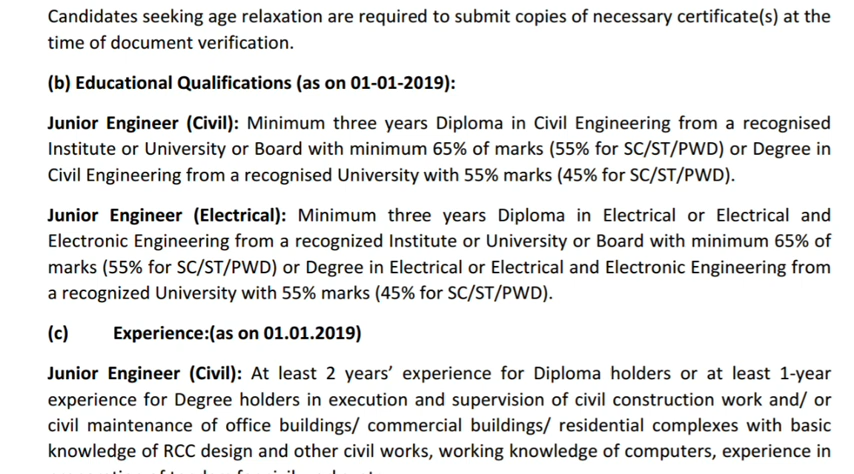 Candidates seeking age relaxation are required to submit copies of necessary certificate(s) at the
time of document verification.
(b) Educational Qualifications (as on 01-01-2019):
Junior Engineer (Civil): Minimum three years Diploma in Civil Engineering from a recognised
Institute or University or Board with minimum 65% of marks (55% for SC/ST/PWD) or Degree in
Civil Engineering from a recognised University with 55% marks (45% for SC/ST/PWD).
Junior Engineer (Electrical): Minimum three years Diploma in Electrical or Electrical and
Electronic Engineering from a recognized Institute or University or Board with minimum 65% of
marks (55% for SC/ST/PWD) or Degree in Electrical or Electrical and Electronic Engineering from
a recognized University with 55% marks (45% for SC/ST/PWD).
(c) Experience:(as on 01.01.2019)
Junior Engineer (Civil): At least 2 years’ experience for Diploma holders or at least 1-year
experience for Degree holders in execution and supervision of civil construction work and/ or
civil maintenance of office buildings/ commercial buildings/ residential complexes with basic
knowledge of RCC design and other civil works, working knowledge of computers, experience in